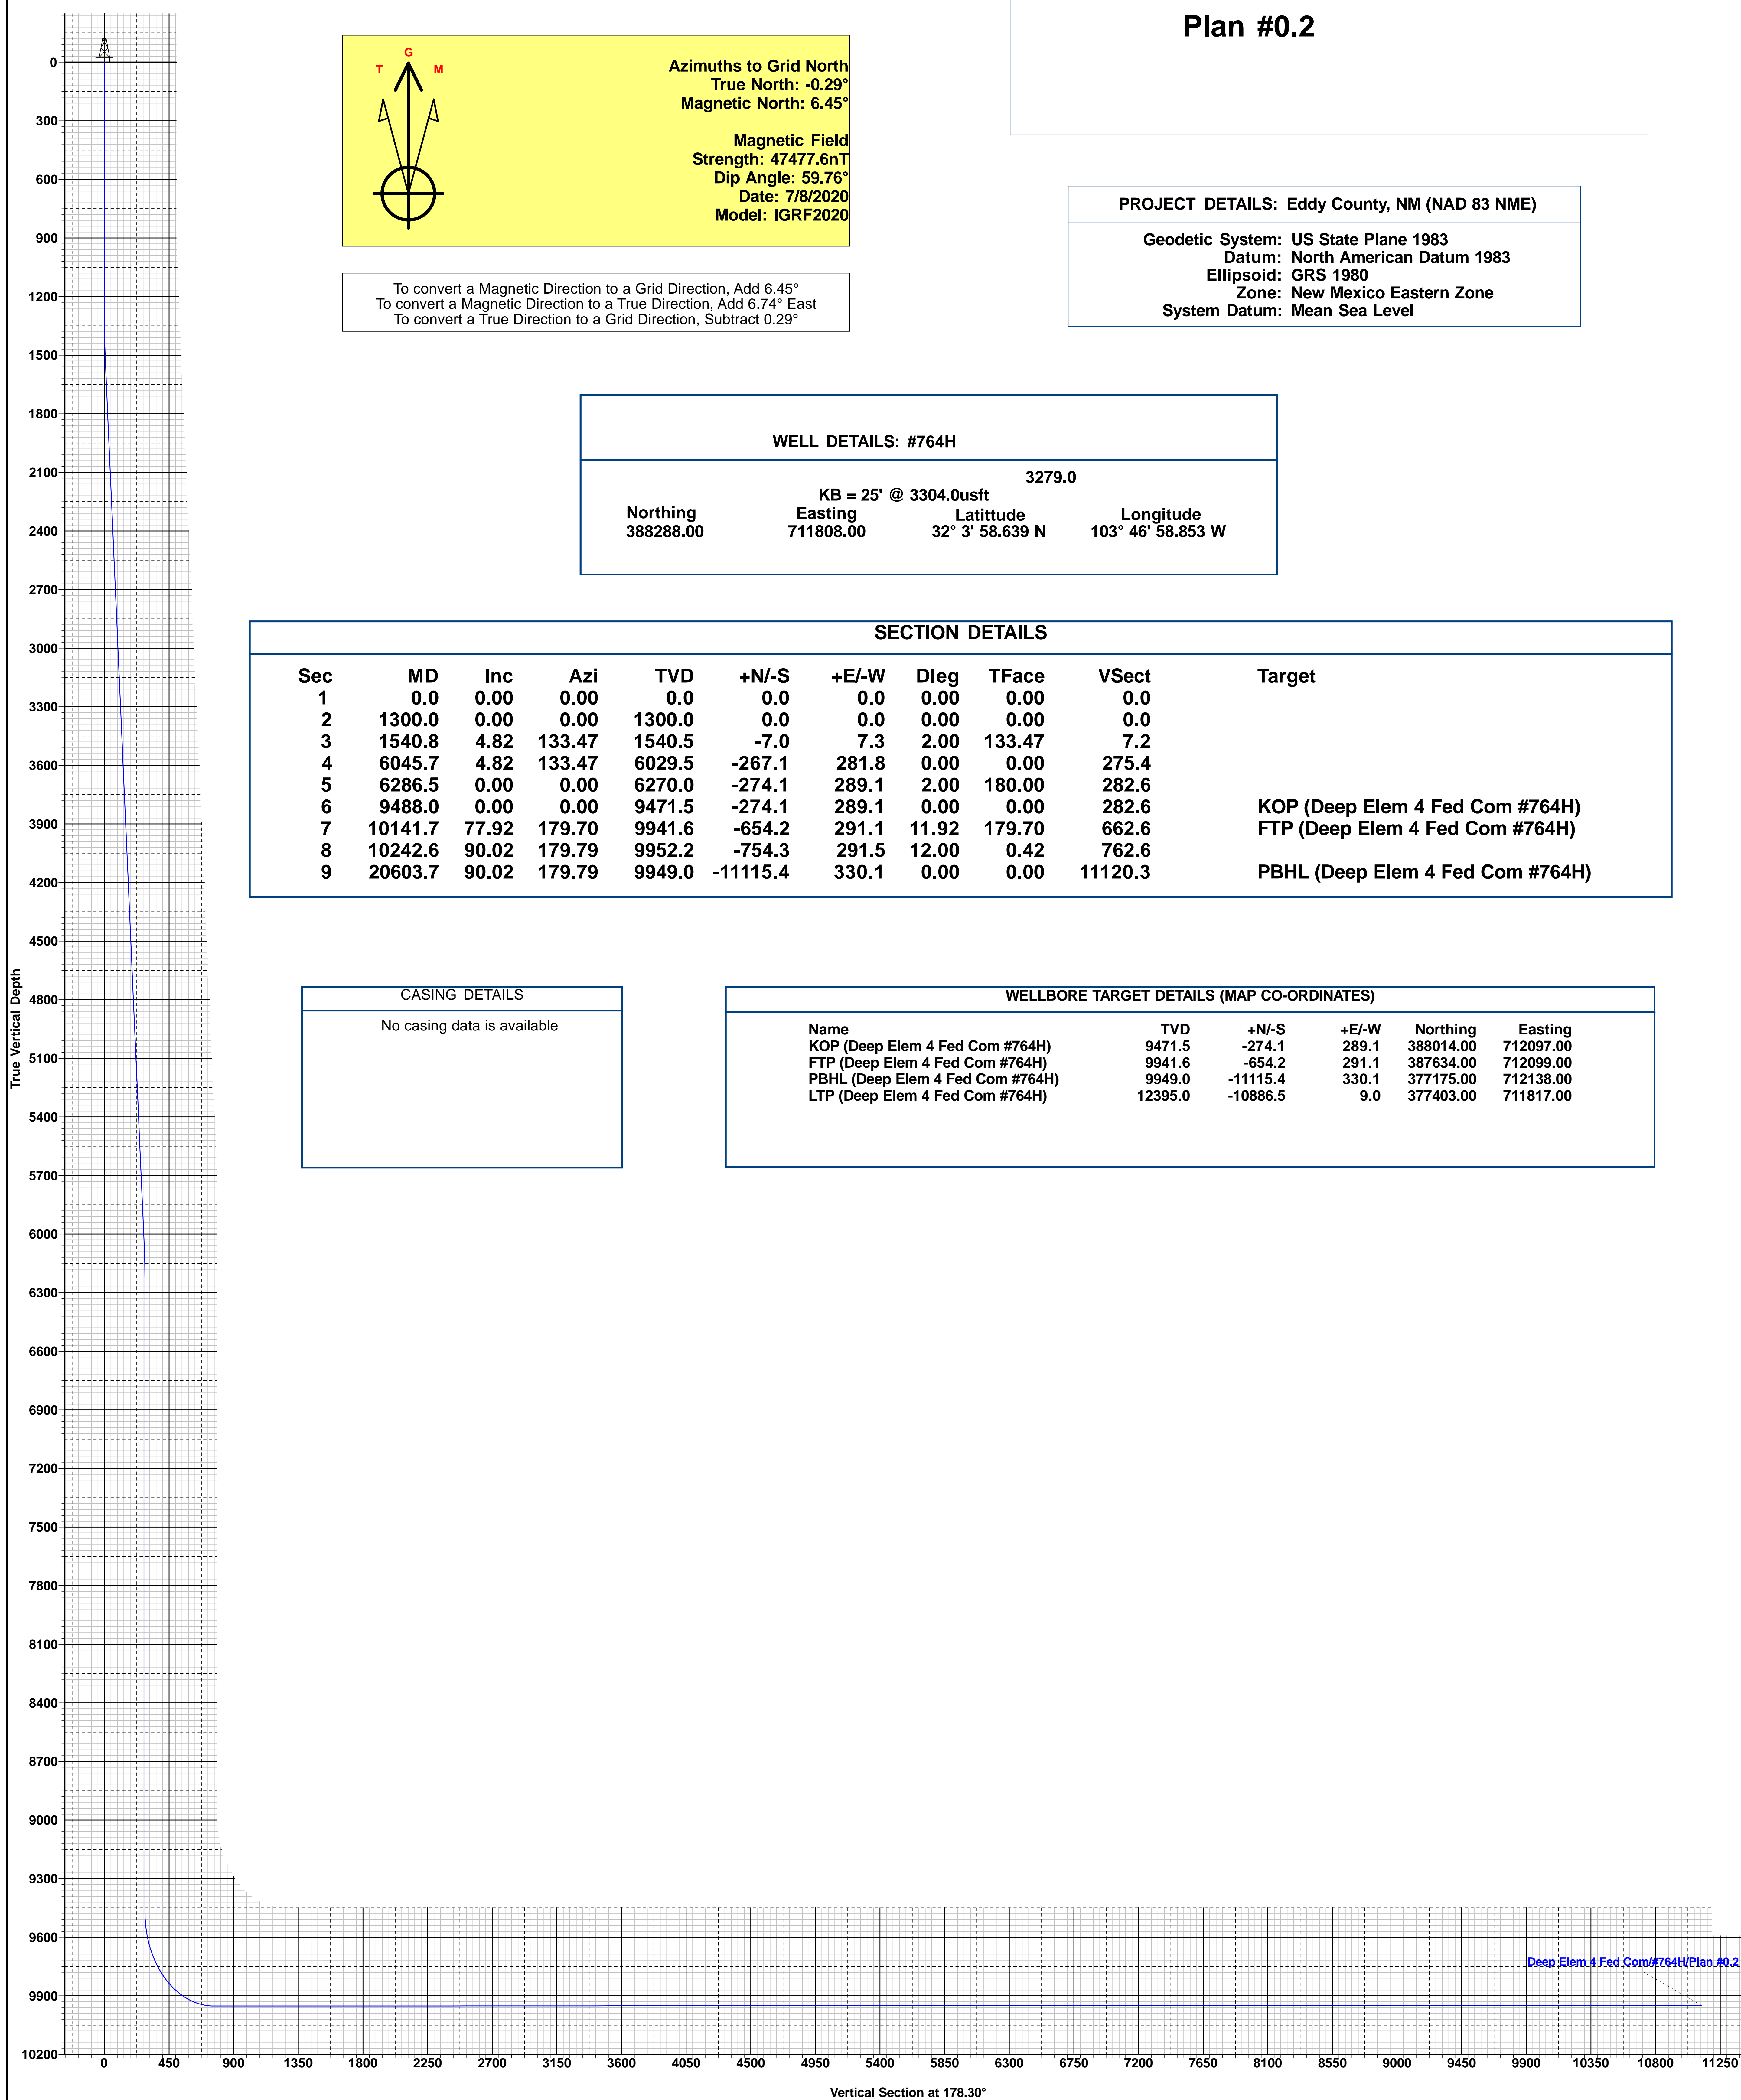 Plan #0.2
G
T M
Azimuths to Grid North
True North: -0.29°
Magnetic North: 6.45°
Magnetic Field
Strength: 47477.6nT
Dip Angle: 59.76°
Date: 7/8/2020
Model: IGRF2020
To convert a Magnetic Direction to a Grid Direction, Add 6.45°
To convert a Magnetic Direction to a True Direction, Add 6.74° East
To convert a True Direction to a Grid Direction, Subtract 0.29°
PROJECT DETAILS: Eddy County, NM (NAD 83 NME)
Geodetic System: US State Plane 1983
Datum: North American Datum 1983
Ellipsoid: GRS 1980
Zone: New Mexico Eastern Zone
System Datum: Mean Sea Level
WELL DETAILS: #764H
3279.0
KB = 25' @ 3304.0usft
Northing Easting Latittude Longitude
388288.00 711808.00 32° 3' 58.639 N 103° 46' 58.853 W
SECTION DETAILS
Sec MD Inc Azi TVD +N/-S +E/-W Dleg TFace VSect Target
1 0.0 0.00 0.00 0.0 0.0 0.0 0.00 0.00 0.0
2 1300.0 0.00 0.00 1300.0 0.0 0.0 0.00 0.00 0.0
3 1540.8 4.82 133.47 1540.5 -7.0 7.3 2.00 133.47 7.2
4 6045.7 4.82 133.47 6029.5 -267.1 281.8 0.00 0.00 275.4
5 6286.5 0.00 0.00 6270.0 -274.1 289.1 2.00 180.00 282.6
6 9488.0 0.00 0.00 9471.5 -274.1 289.1 0.00 0.00 282.6 KOP (Deep Elem 4 Fed Com #764H)
7 10141.7 77.92 179.70 9941.6 -654.2 291.1 11.92 179.70 662.6 FTP (Deep Elem 4 Fed Com #764H)
8 10242.6 90.02 179.79 9952.2 -754.3 291.5 12.00 0.42 762.6
9 20603.7 90.02 179.79 9949.0 -11115.4 330.1 0.00 0.00 11120.3 PBHL (Deep Elem 4 Fed Com #764H)
CASING DETAILS
No casing data is available
WELLBORE TARGET DETAILS (MAP CO-ORDINATES)
Name TVD +N/-S +E/-W Northing Easting
KOP (Deep Elem 4 Fed Com #764H) 9471.5 -274.1 289.1 388014.00 712097.00
FTP (Deep Elem 4 Fed Com #764H) 9941.6 -654.2 291.1 387634.00 712099.00
PBHL (Deep Elem 4 Fed Com #764H) 9949.0 -11115.4 330.1 377175.00 712138.00
LTP (Deep Elem 4 Fed Com #764H) 12395.0 -10886.5 9.0 377403.00 711817.00
True Vertical Depth
0
300
600
900
1200
1500
1800
2100
2400
2700
3000
3300
3600
3900
4200
4500
4800
5100
5400
5700
6000
6300
6600
6900
7200
7500
7800
8100
8400
8700
9000
9300
9600
9900
10200
Deep Elem 4 Fed Com/#764H/Plan #0.2
0 450 900 1350 1800 2250 2700 3150 3600 4050 4500 4950 5400 5850 6300 6750 7200 7650 8100 8550 9000 9450 9900 10350 10800 11250
Vertical Section at 178.30°